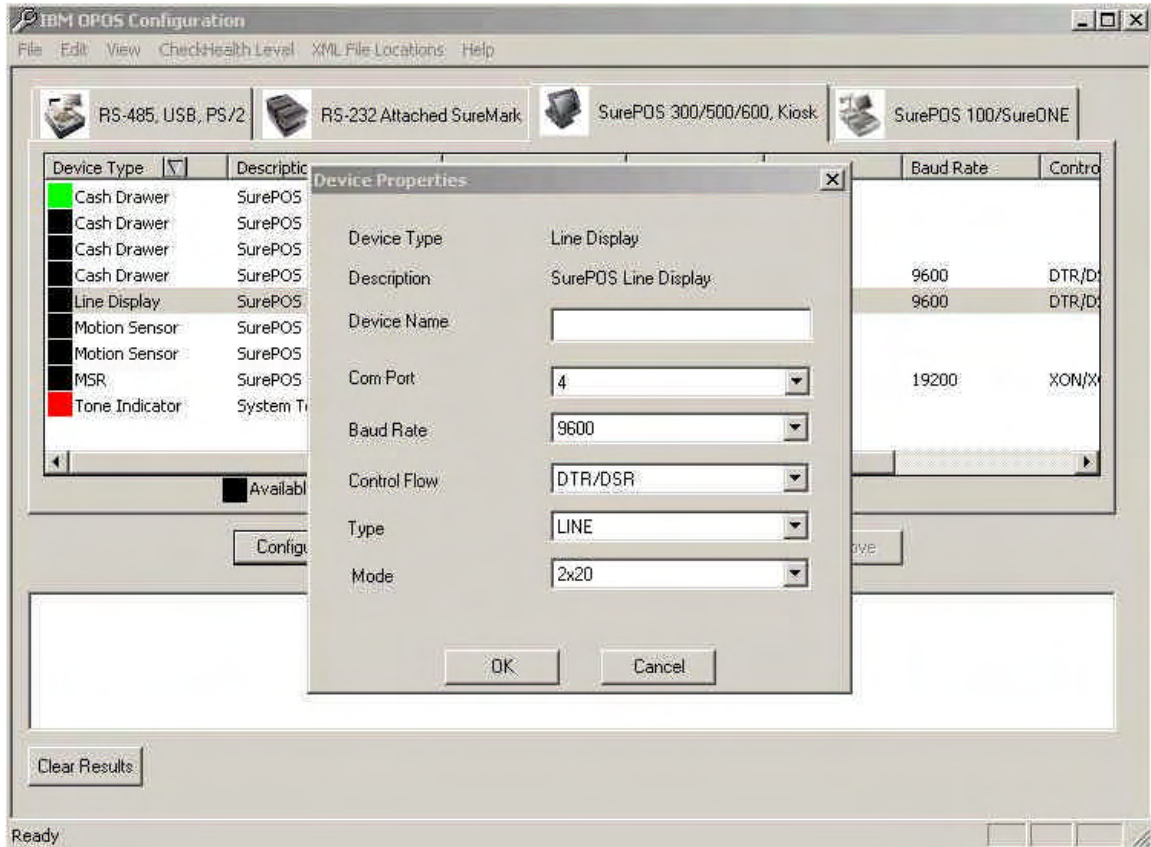 IBM OPOS Configuration
File Edit View CheckHealth Level XML File Locations Help
RS-485, USB, PS/2
RS-232 Attached SureMark
SurePOS 300/500/600, Kiosk
SurePOS 100/SureONE
Device Type Descriptic Baud Rate Contro
Cash Drawer SurePOS
Cash Drawer SurePOS
Cash Drawer SurePOS
Cash Drawer SurePOS 9600 DTR/D
Line Display SurePOS 9600 DTR/D
Motion Sensor SurePOS
Motion Sensor SurePOS
MSR SurePOS 19200 XON/X
Tone Indicator System T
Availabl
Configu
ove
Device Properties
Device Type Line Display
Description SurePOS Line Display
Device Name
Com Port 4
Baud Rate 9600
Control Flow DTR/DSR
Type LINE
Mode 2x20
OK Cancel
Clear Results
Ready